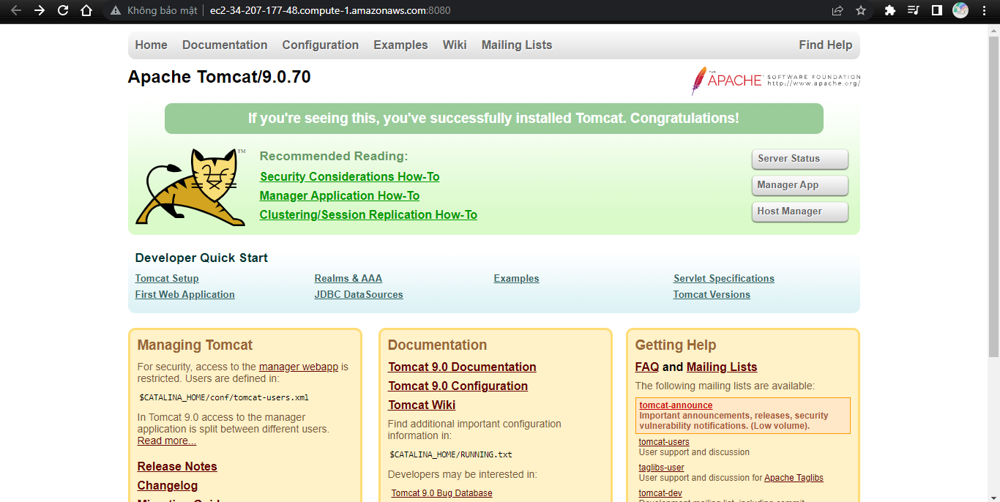 Không bảo mật
ec2-34-207-177-48.compute-1.amazonaws.com:8080
Home Documentation Configuration Examples Wiki Mailing Lists Find Help
Apache Tomcat/9.0.70
THE APACHE SOFTWARE FOUNDATION
http://www.apache.org/
If you're seeing this, you've successfully installed Tomcat. Congratulations!
TM
Recommended Reading:
Security Considerations How-To
Manager Application How-To
Clustering/Session Replication How-To
Server Status
Manager App
Host Manager
Developer Quick Start
Tomcat Setup
First Web Application
Realms & AAA
JDBC DataSources
Examples
Servlet Specifications
Tomcat Versions
Managing Tomcat
For security, access to the manager webapp is
restricted. Users are defined in:
$CATALINA_HOME/conf/tomcat-users.xml
In Tomcat 9.0 access to the manager
application is split between different users.
Read more...
Release Notes
Changelog
Documentation
Tomcat 9.0 Documentation
Tomcat 9.0 Configuration
Tomcat Wiki
Find additional important configuration
information in:
$CATALINA_HOME/RUNNING.txt
Developers may be interested in:
Tomcat 9.0 Bug Database
Getting Help
FAQ and Mailing Lists
The following mailing lists are available:
tomcat-announce
Important announcements, releases, security
vulnerability notifications. (Low volume).
tomcat-users
User support and discussion
taglibs-user
User support and discussion for Apache Taglibs
tomcat-dev
Development mailing list, including commit